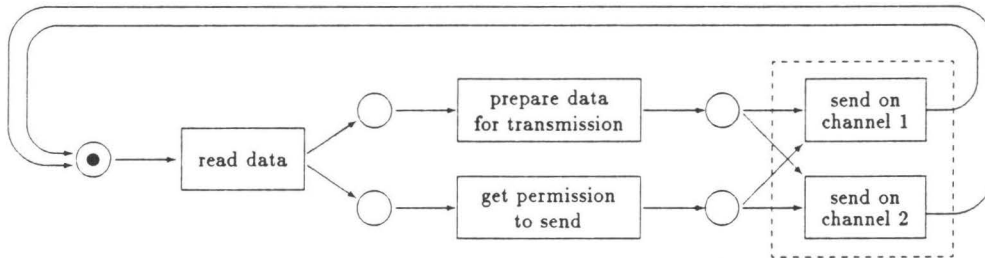 prepare data
for transmission
send on
channel 1
read data
get permission
to send
send on
channel 2